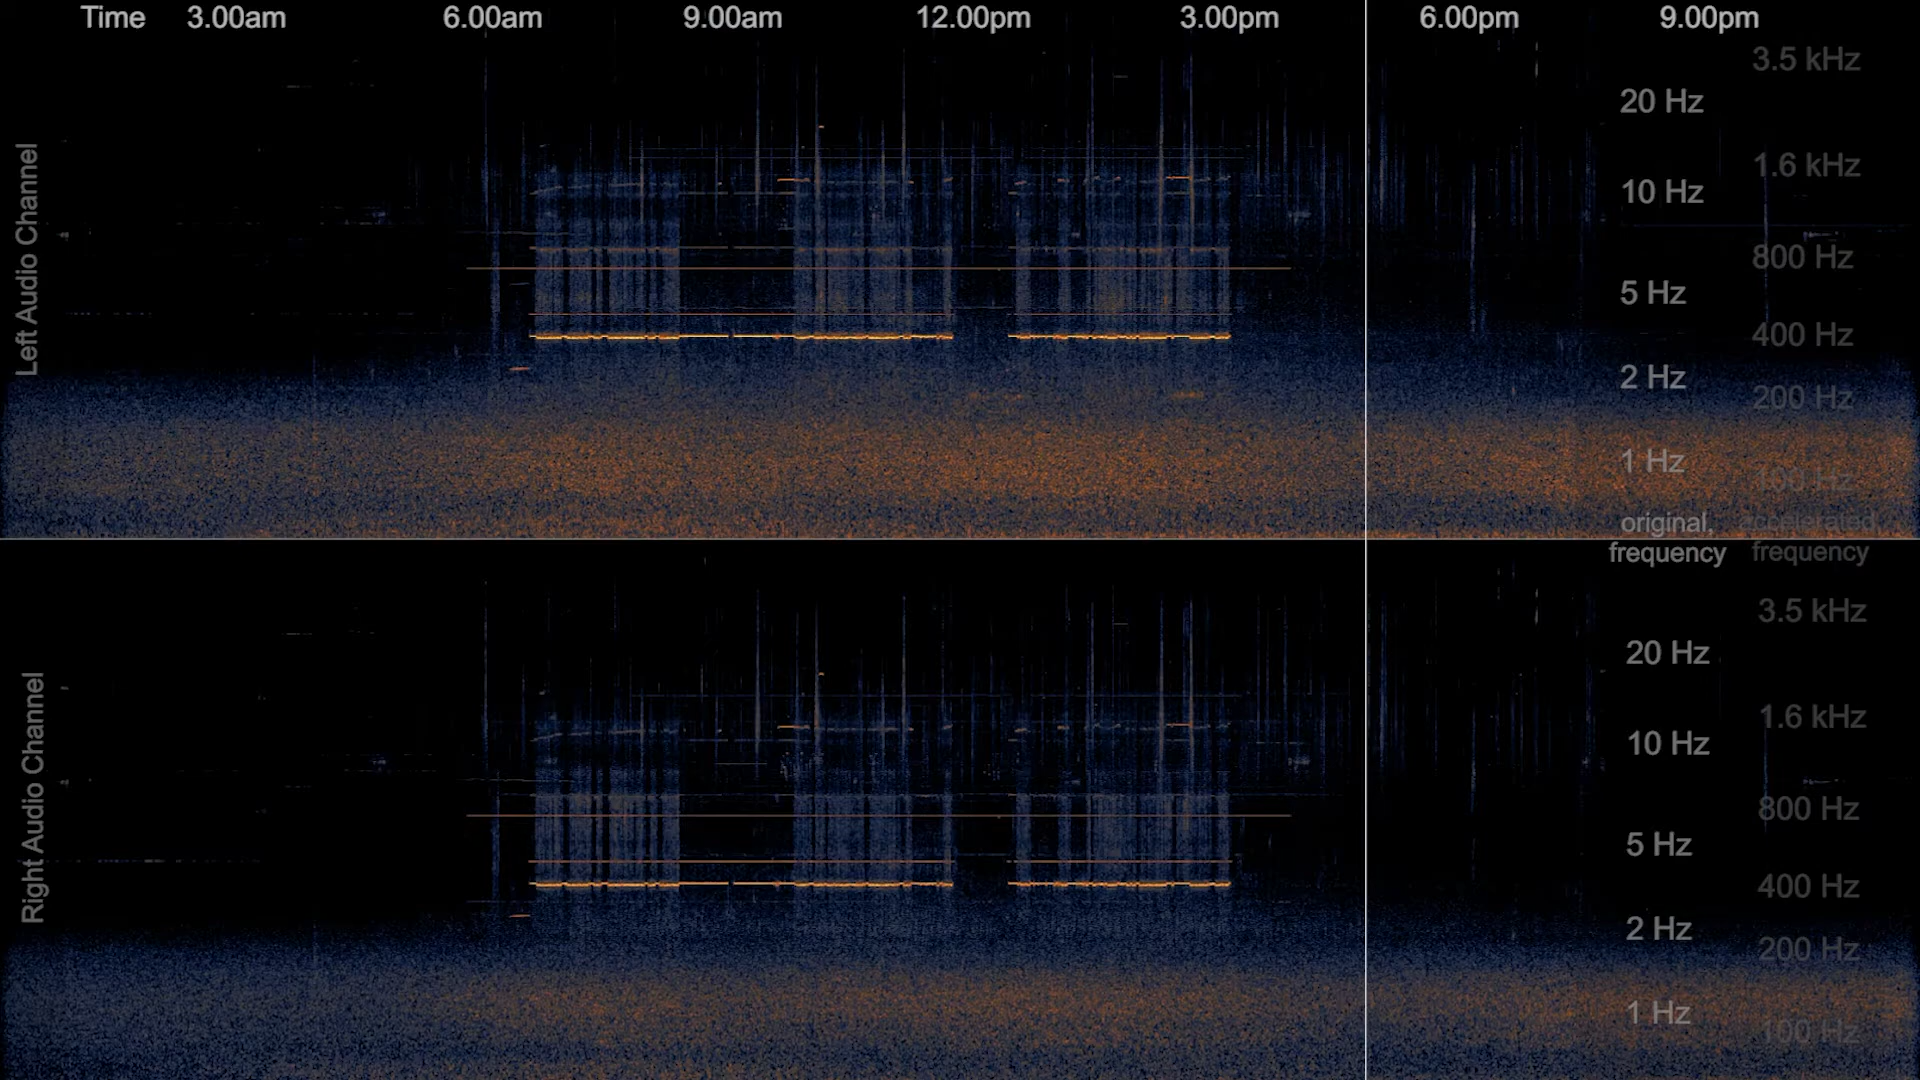 Time 3.00am 6.00am 9.00am 12.00pm 3.00pm 6.00pm 9.00pm
3.5 kHz
20 Hz
1.6 kHz
10 Hz
Left Audio Channel
800 Hz
5 Hz
400 Hz
2 Hz
200 Hz
1 Hz
100 Hz
original, accelerated
frequency frequency
3.5 kHz
20 Hz
1.6 kHz
10 Hz
Right Audio Channel
800 Hz
5 Hz
400 Hz
2 Hz
200 Hz
1 Hz
100 Hz